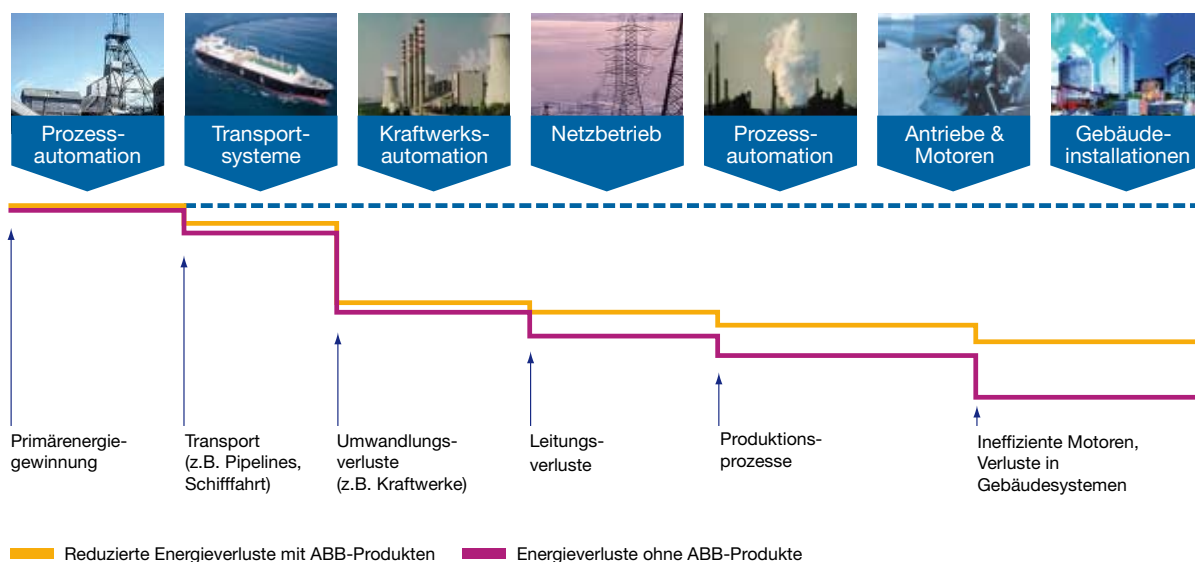 Prozess-
automation
Transport-
systeme
Kraftwerks-
automation
Netzbetrieb
Prozess-
automation
Antriebe &
Motoren
Gebäude-
installationen
Primärenergie-
gewinnung
Transport
(z.B. Pipelines,
Schifffahrt)
Umwandlungs-
verluste
(z.B. Kraftwerke)
Leitungs-
verluste
Produktions-
prozesse
Ineffiziente Motoren,
Verluste in
Gebäudesystemen
Reduzierte Energieverluste mit ABB-Produkten
Energieverluste ohne ABB-Produkte